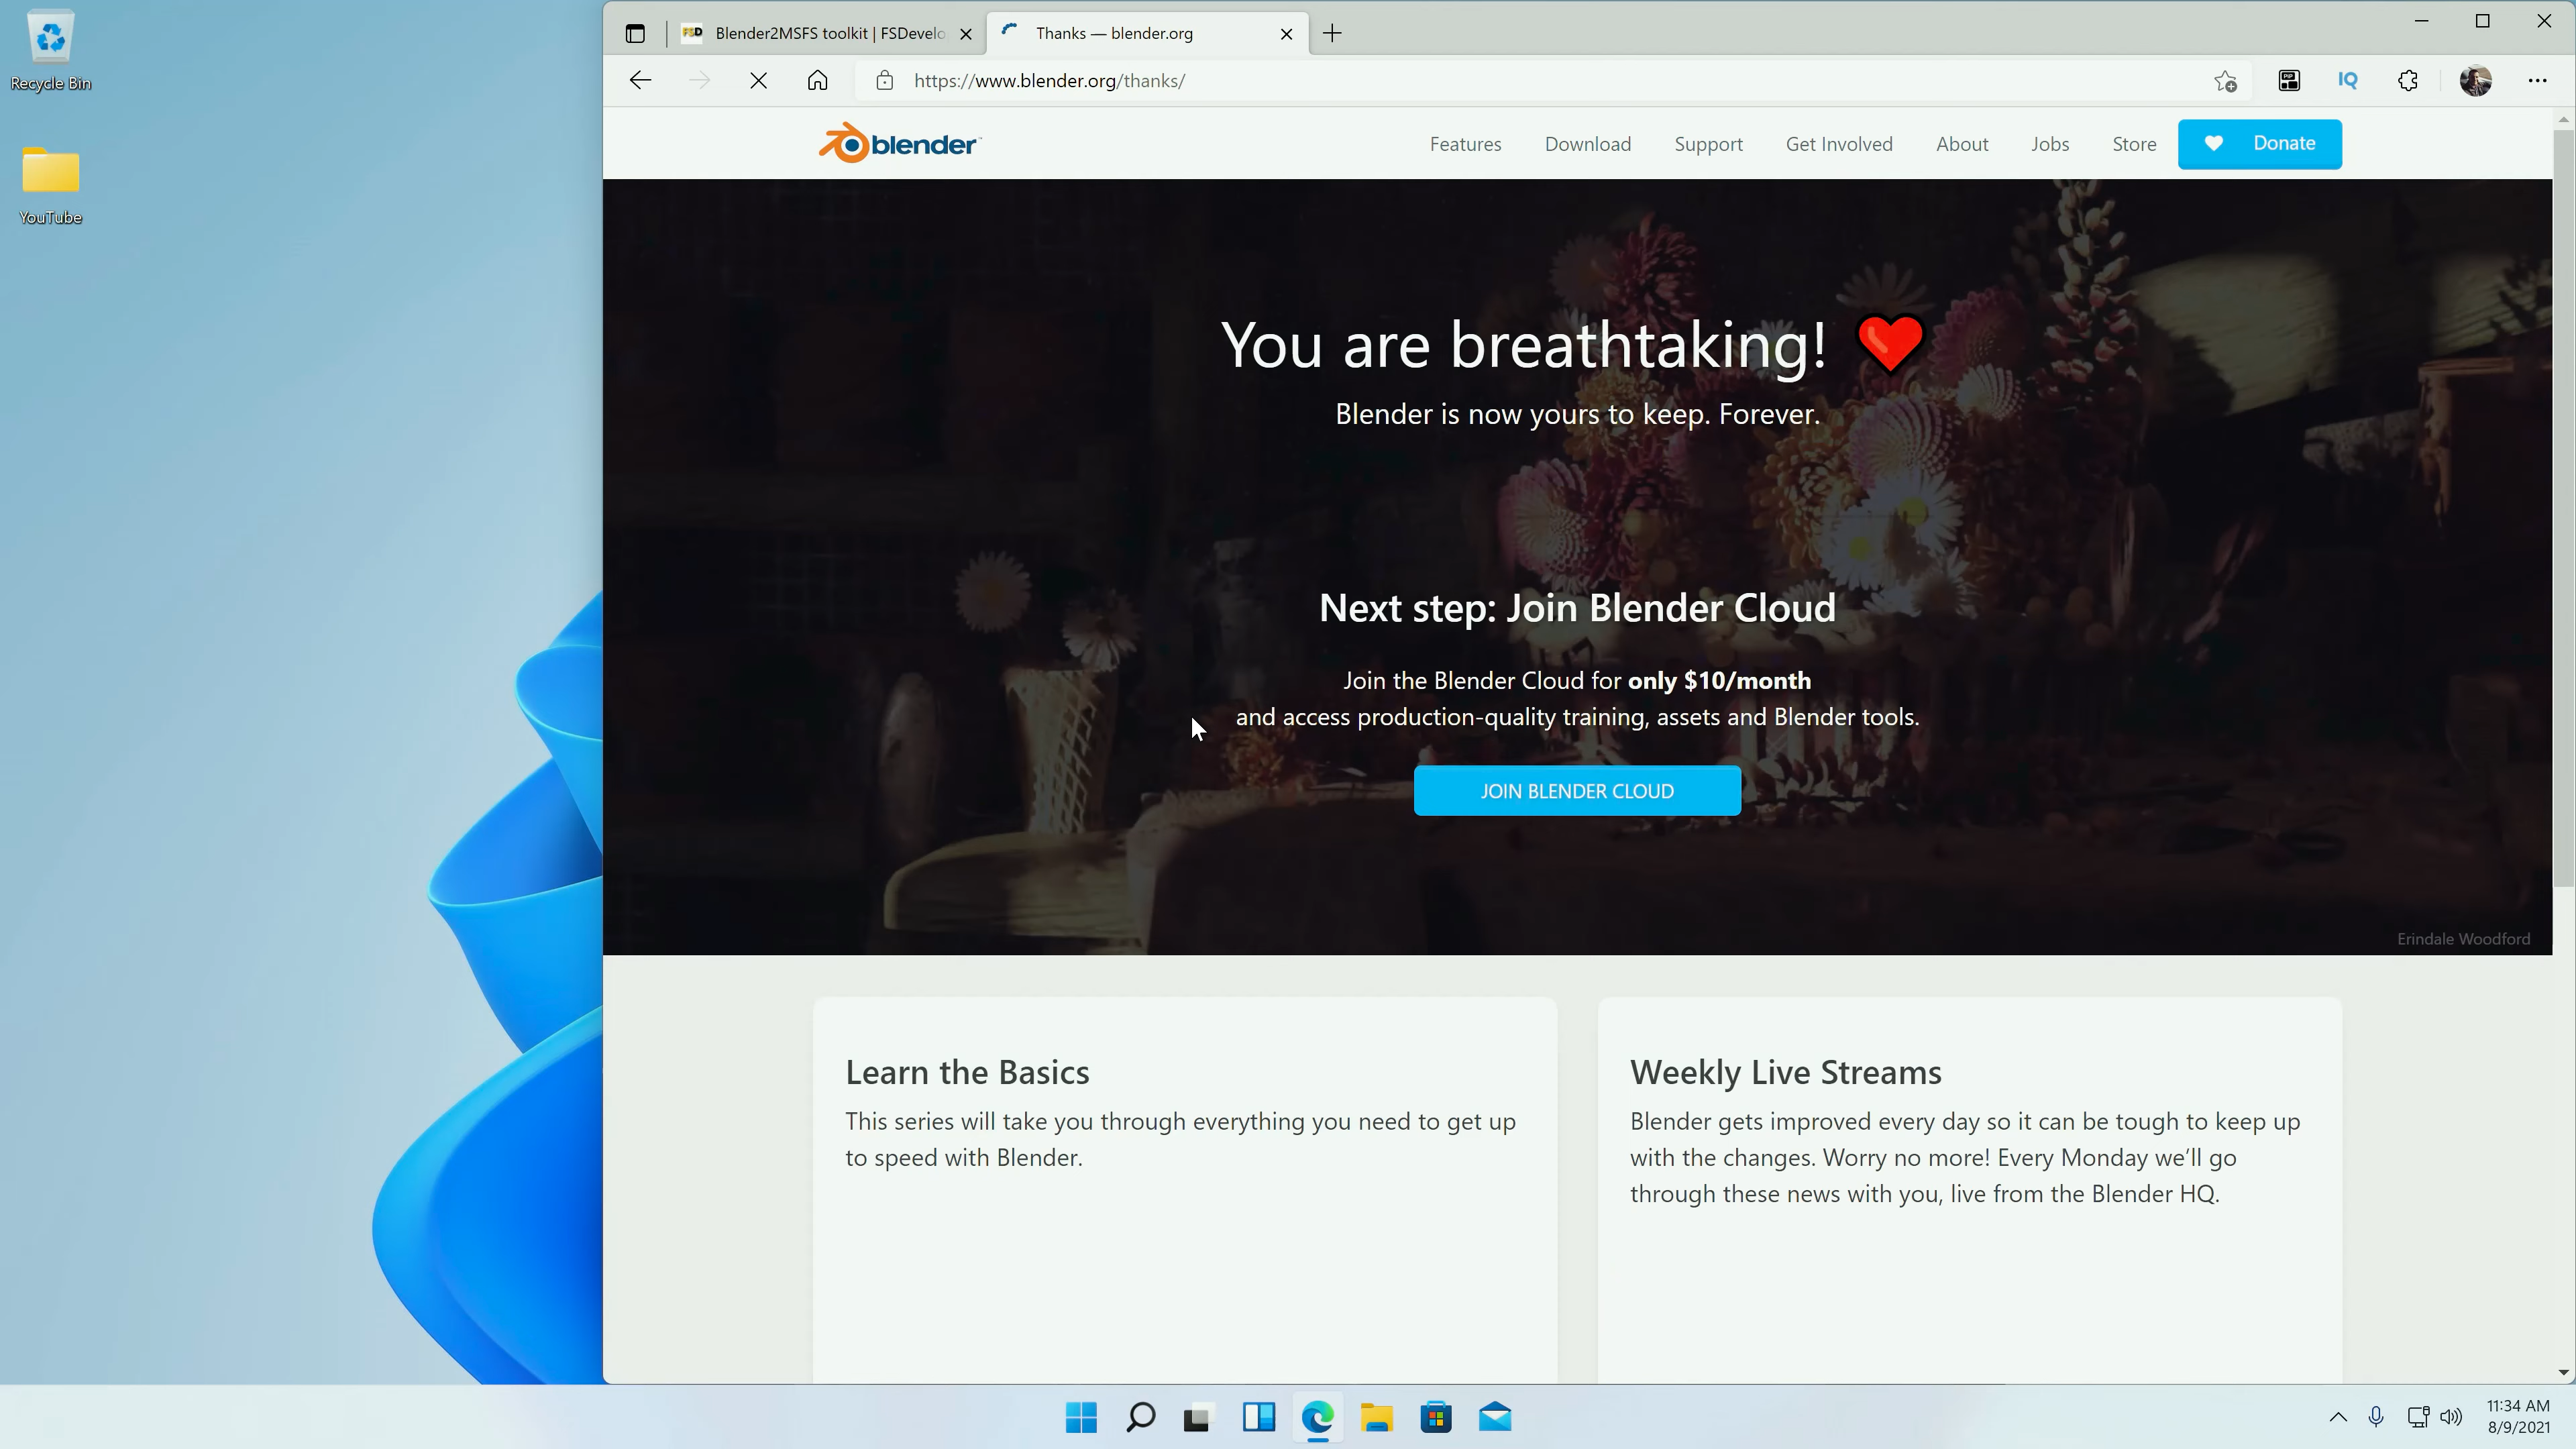 Recycle Bin
YouTube
FSD Blender2MSFS toolkit | FSDevelo
Thanks — blender.org
https://www.blender.org/thanks/
PiP
IQ
blender™
Features Download Support Get Involved About Jobs Store Donate
You are breathtaking! ❤
Blender is now yours to keep. Forever.
Next step: Join Blender Cloud
Join the Blender Cloud for only $10/month
and access production-quality training, assets and Blender tools.
JOIN BLENDER CLOUD
Erindale Woodford
Learn the Basics
This series will take you through everything you need to get up
to speed with Blender.
Weekly Live Streams
Blender gets improved every day so it can be tough to keep up
with the changes. Worry no more! Every Monday we’ll go
through these news with you, live from the Blender HQ.
11:34 AM
8/9/2021